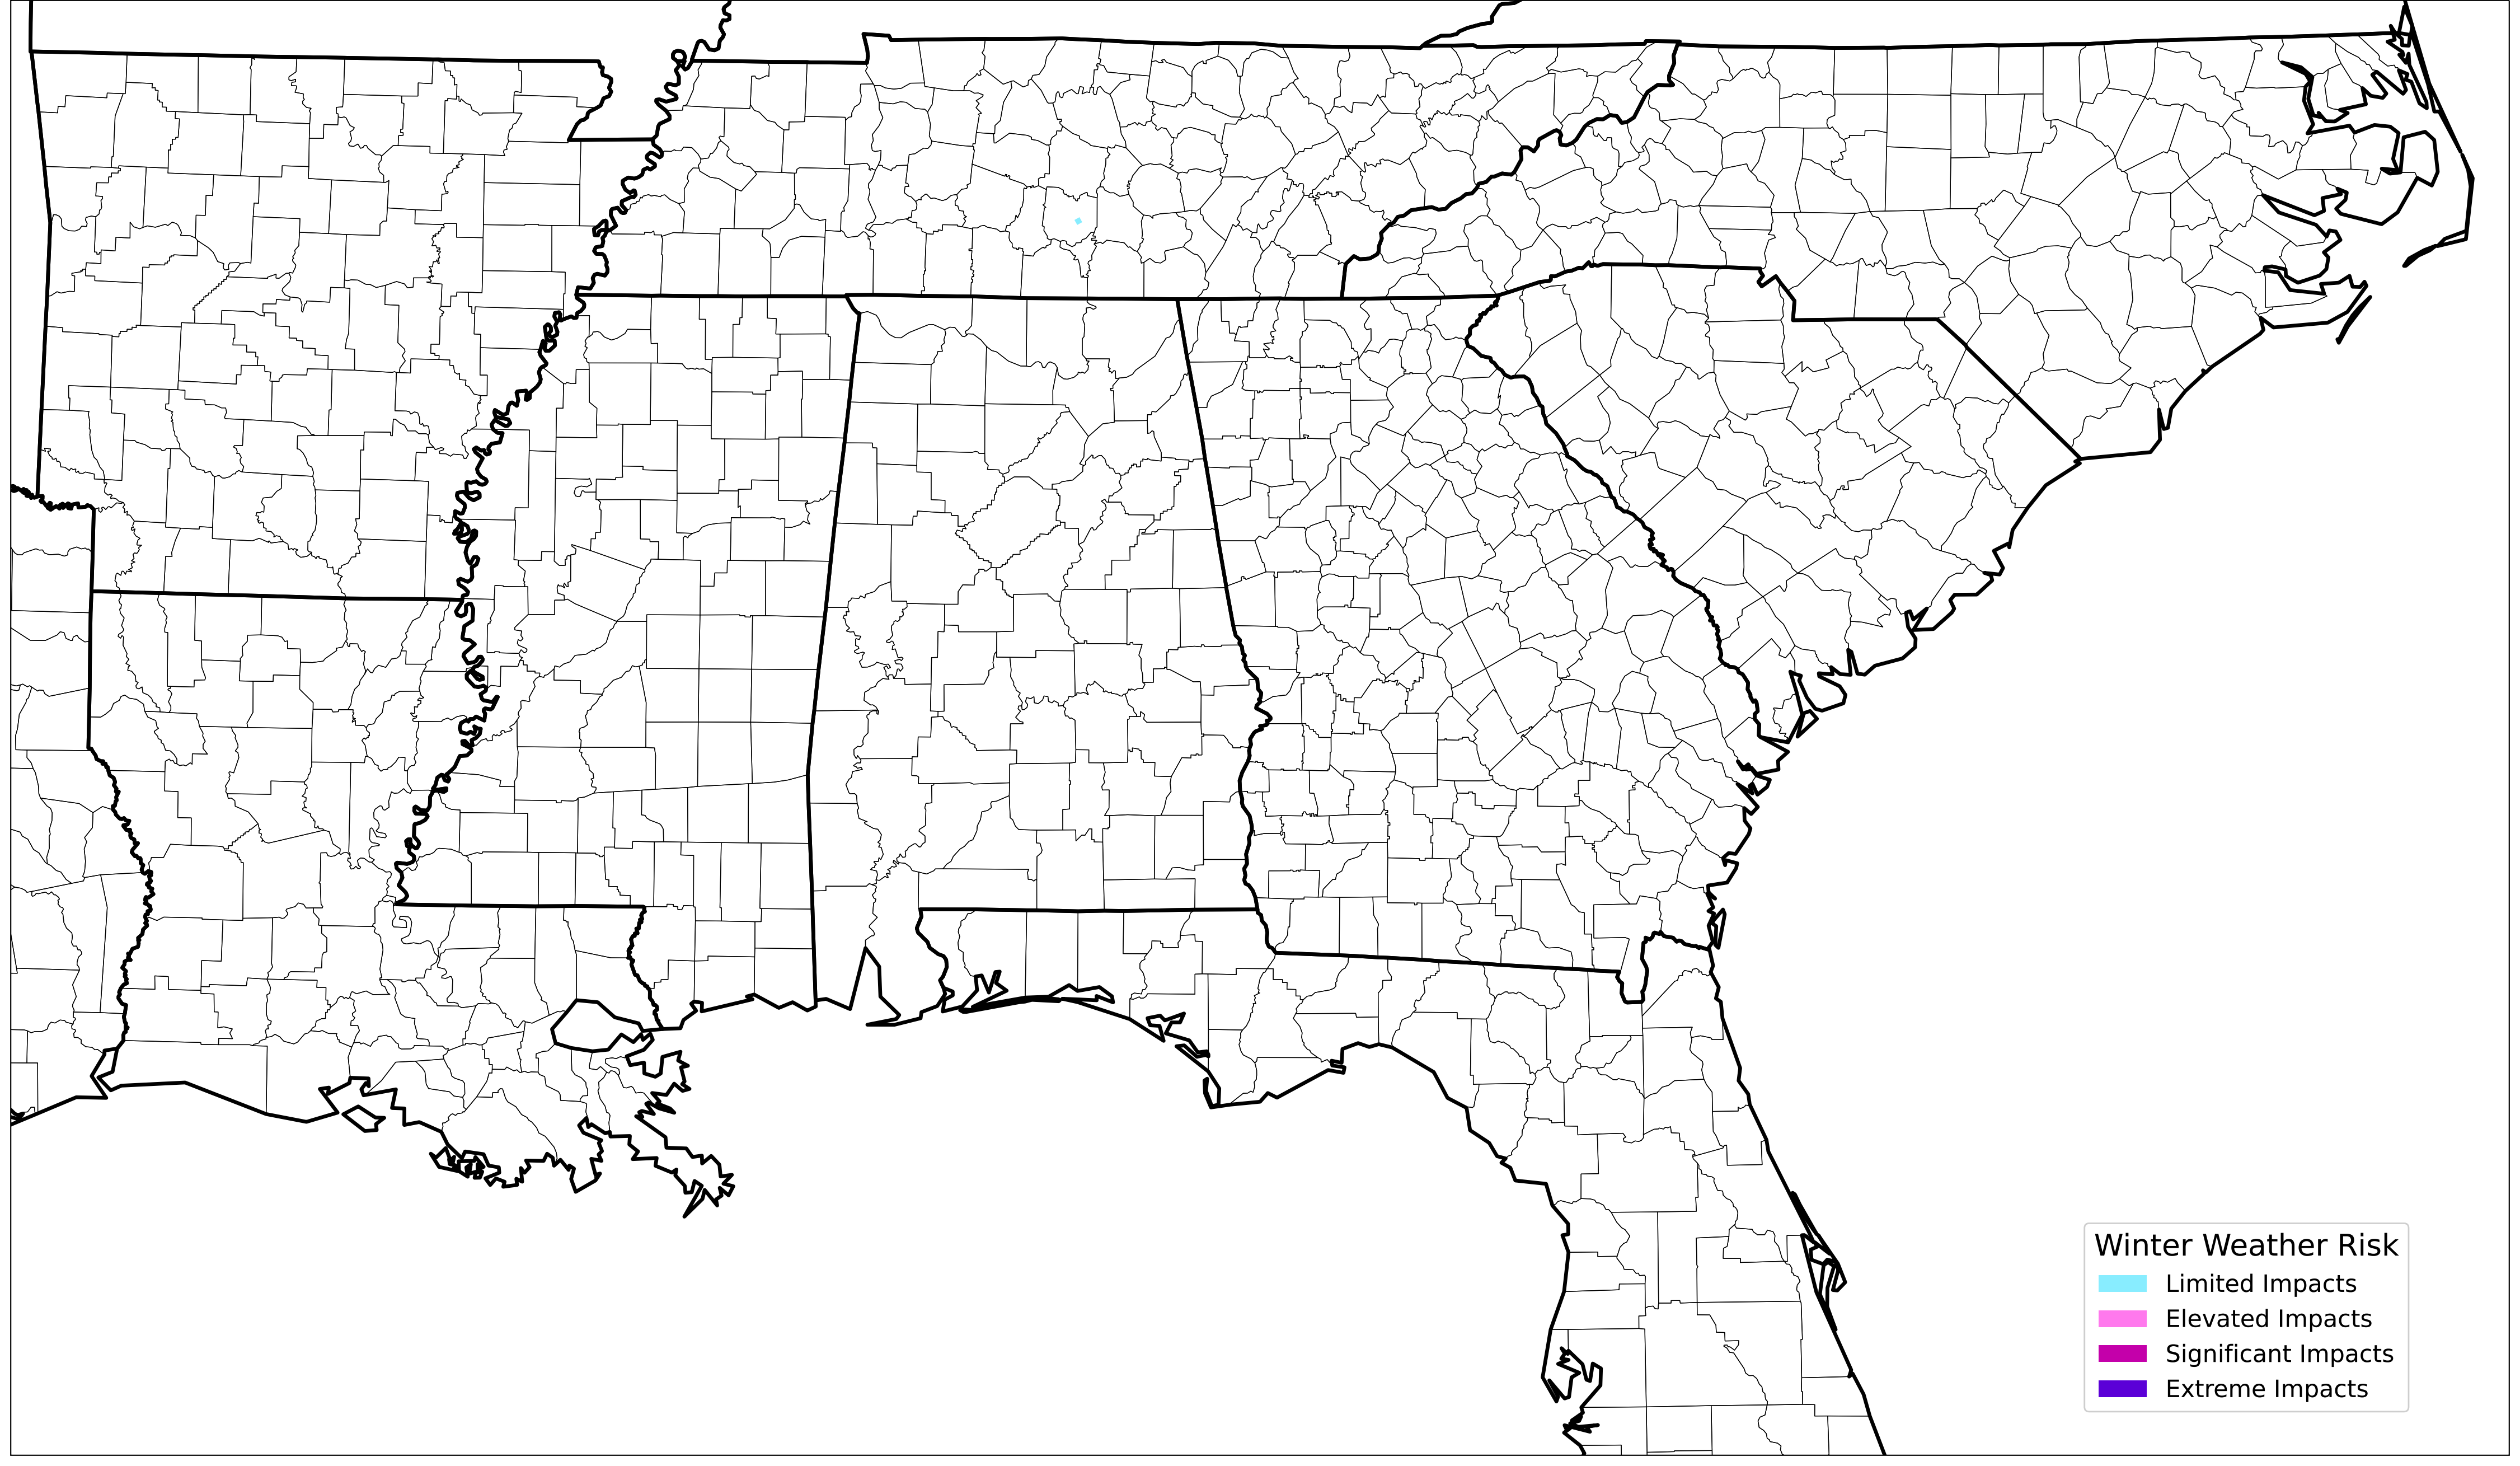 Winter Weather Risk
Limited Impacts
Elevated Impacts
Significant Impacts
Extreme Impacts